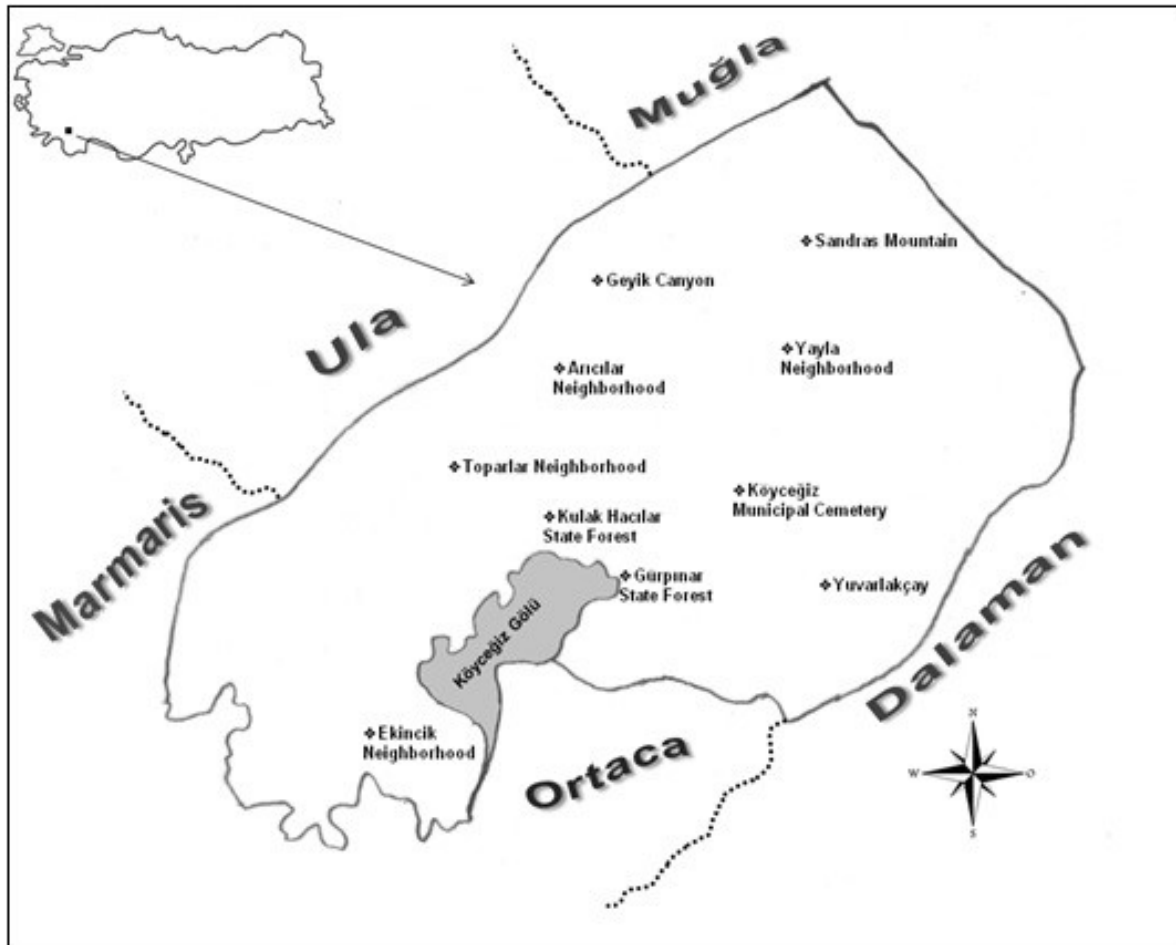 Muğla
Sandras Mountain
Geyik Canyon
Ula
Yayla
Neighborhood
Arıcılar
Neighborhood
Toparlar Neighborhood
Köyceğiz
Municipal Cemetery
Marmaris
Kulak Hacılar
State Forest
Gürpınar
State Forest
Yuvarlakçay
Köyceğiz Gölü
Dalaman
Ekincik
Neighborhood
Ortaca
N
W
O
S